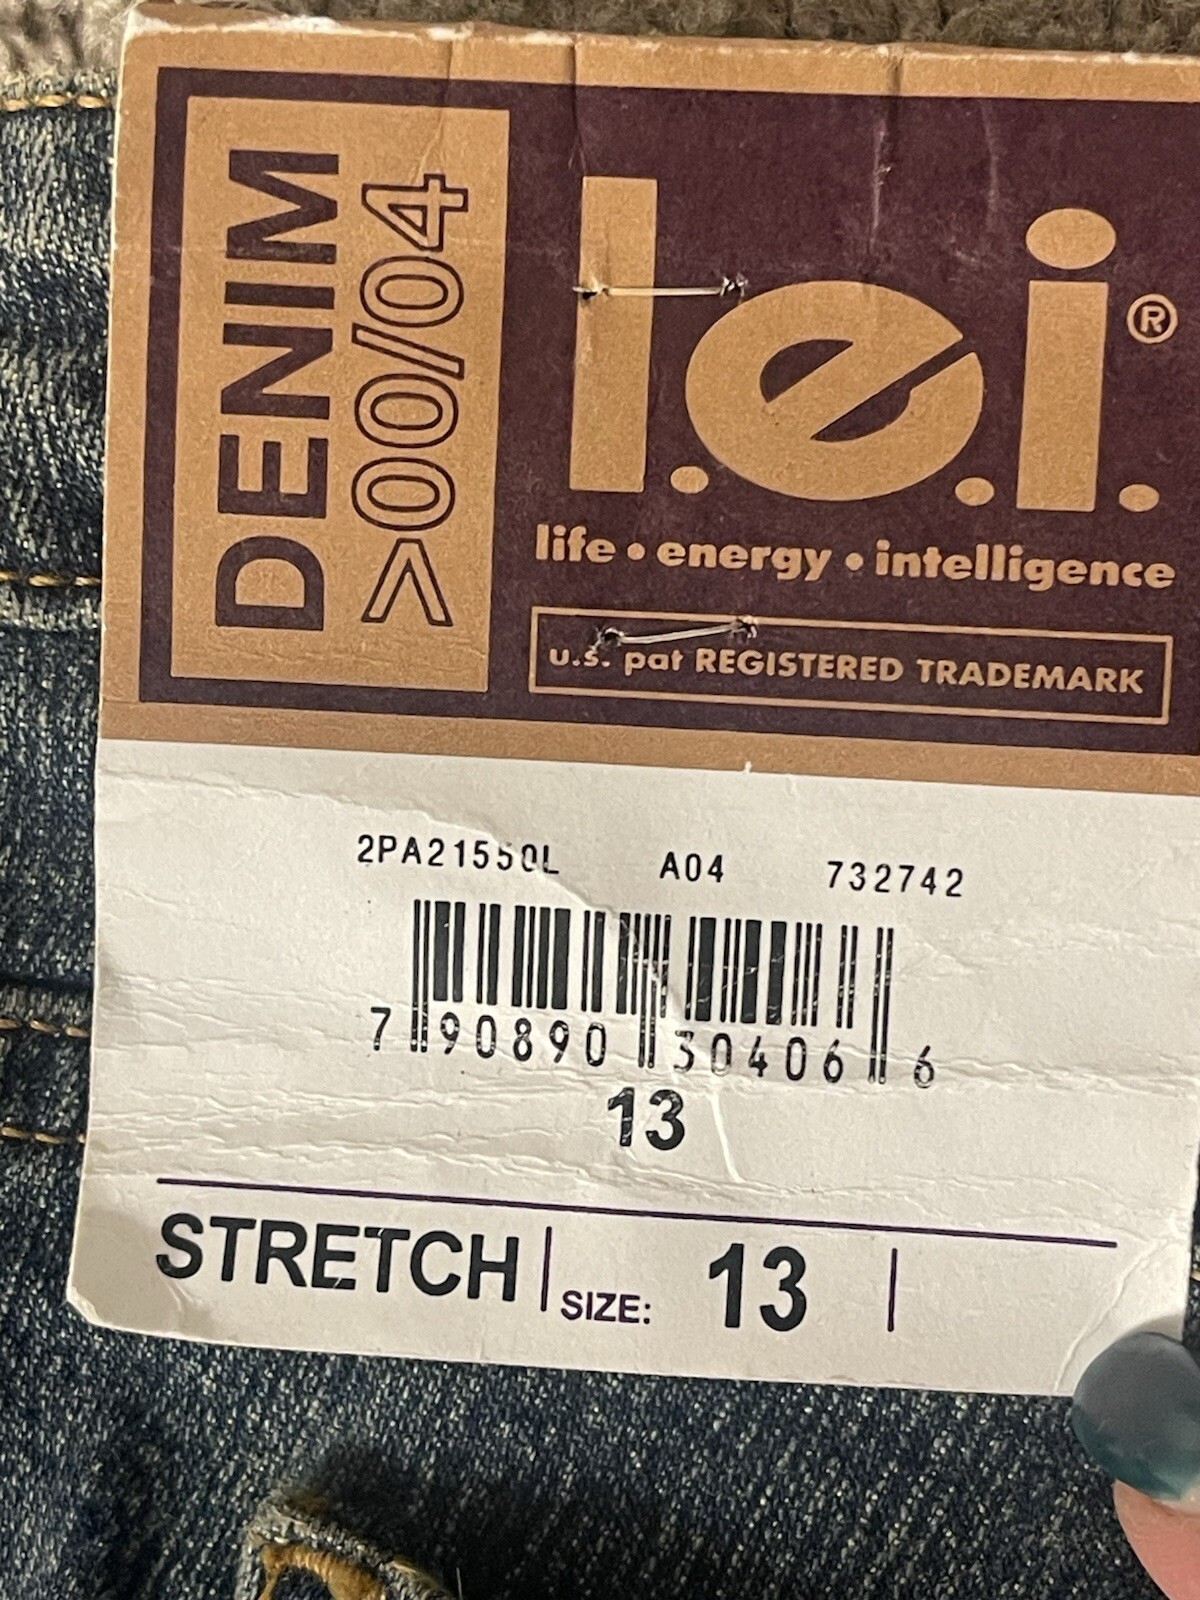 DENIM
>00/04
l.e.i.®
life • energy • intelligence
u.s. pat REGISTERED TRADEMARK
2PA21550L A04 732742
7 90890 30406 6
13
STRETCH SIZE: 13